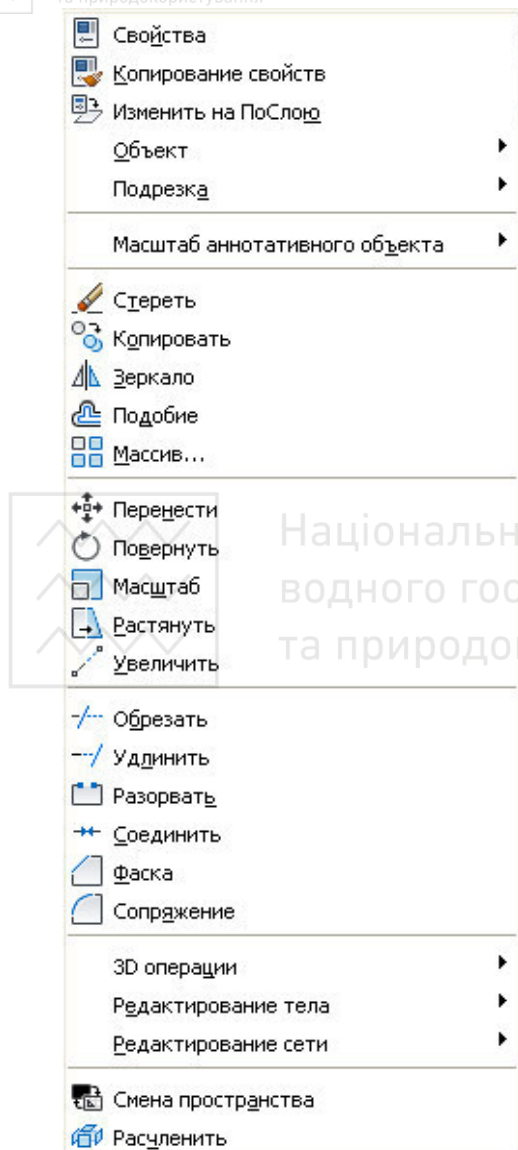 та природокористування
Свойства
Копирование свойств
Изменить на ПоСлою
Объект
Подрезка
Масштаб аннотативного объекта
Стереть
Копировать
Зеркало
Подобие
Массив...
Перенести
Національн
Повернуть
Масштаб
водного гос
Растянуть
та природо
Увеличить
Обрезать
Удлинить
Разорвать
Соединить
Фаска
Сопряжение
3D операции
Редактирование тела
Редактирование сети
Смена пространства
Расчленить